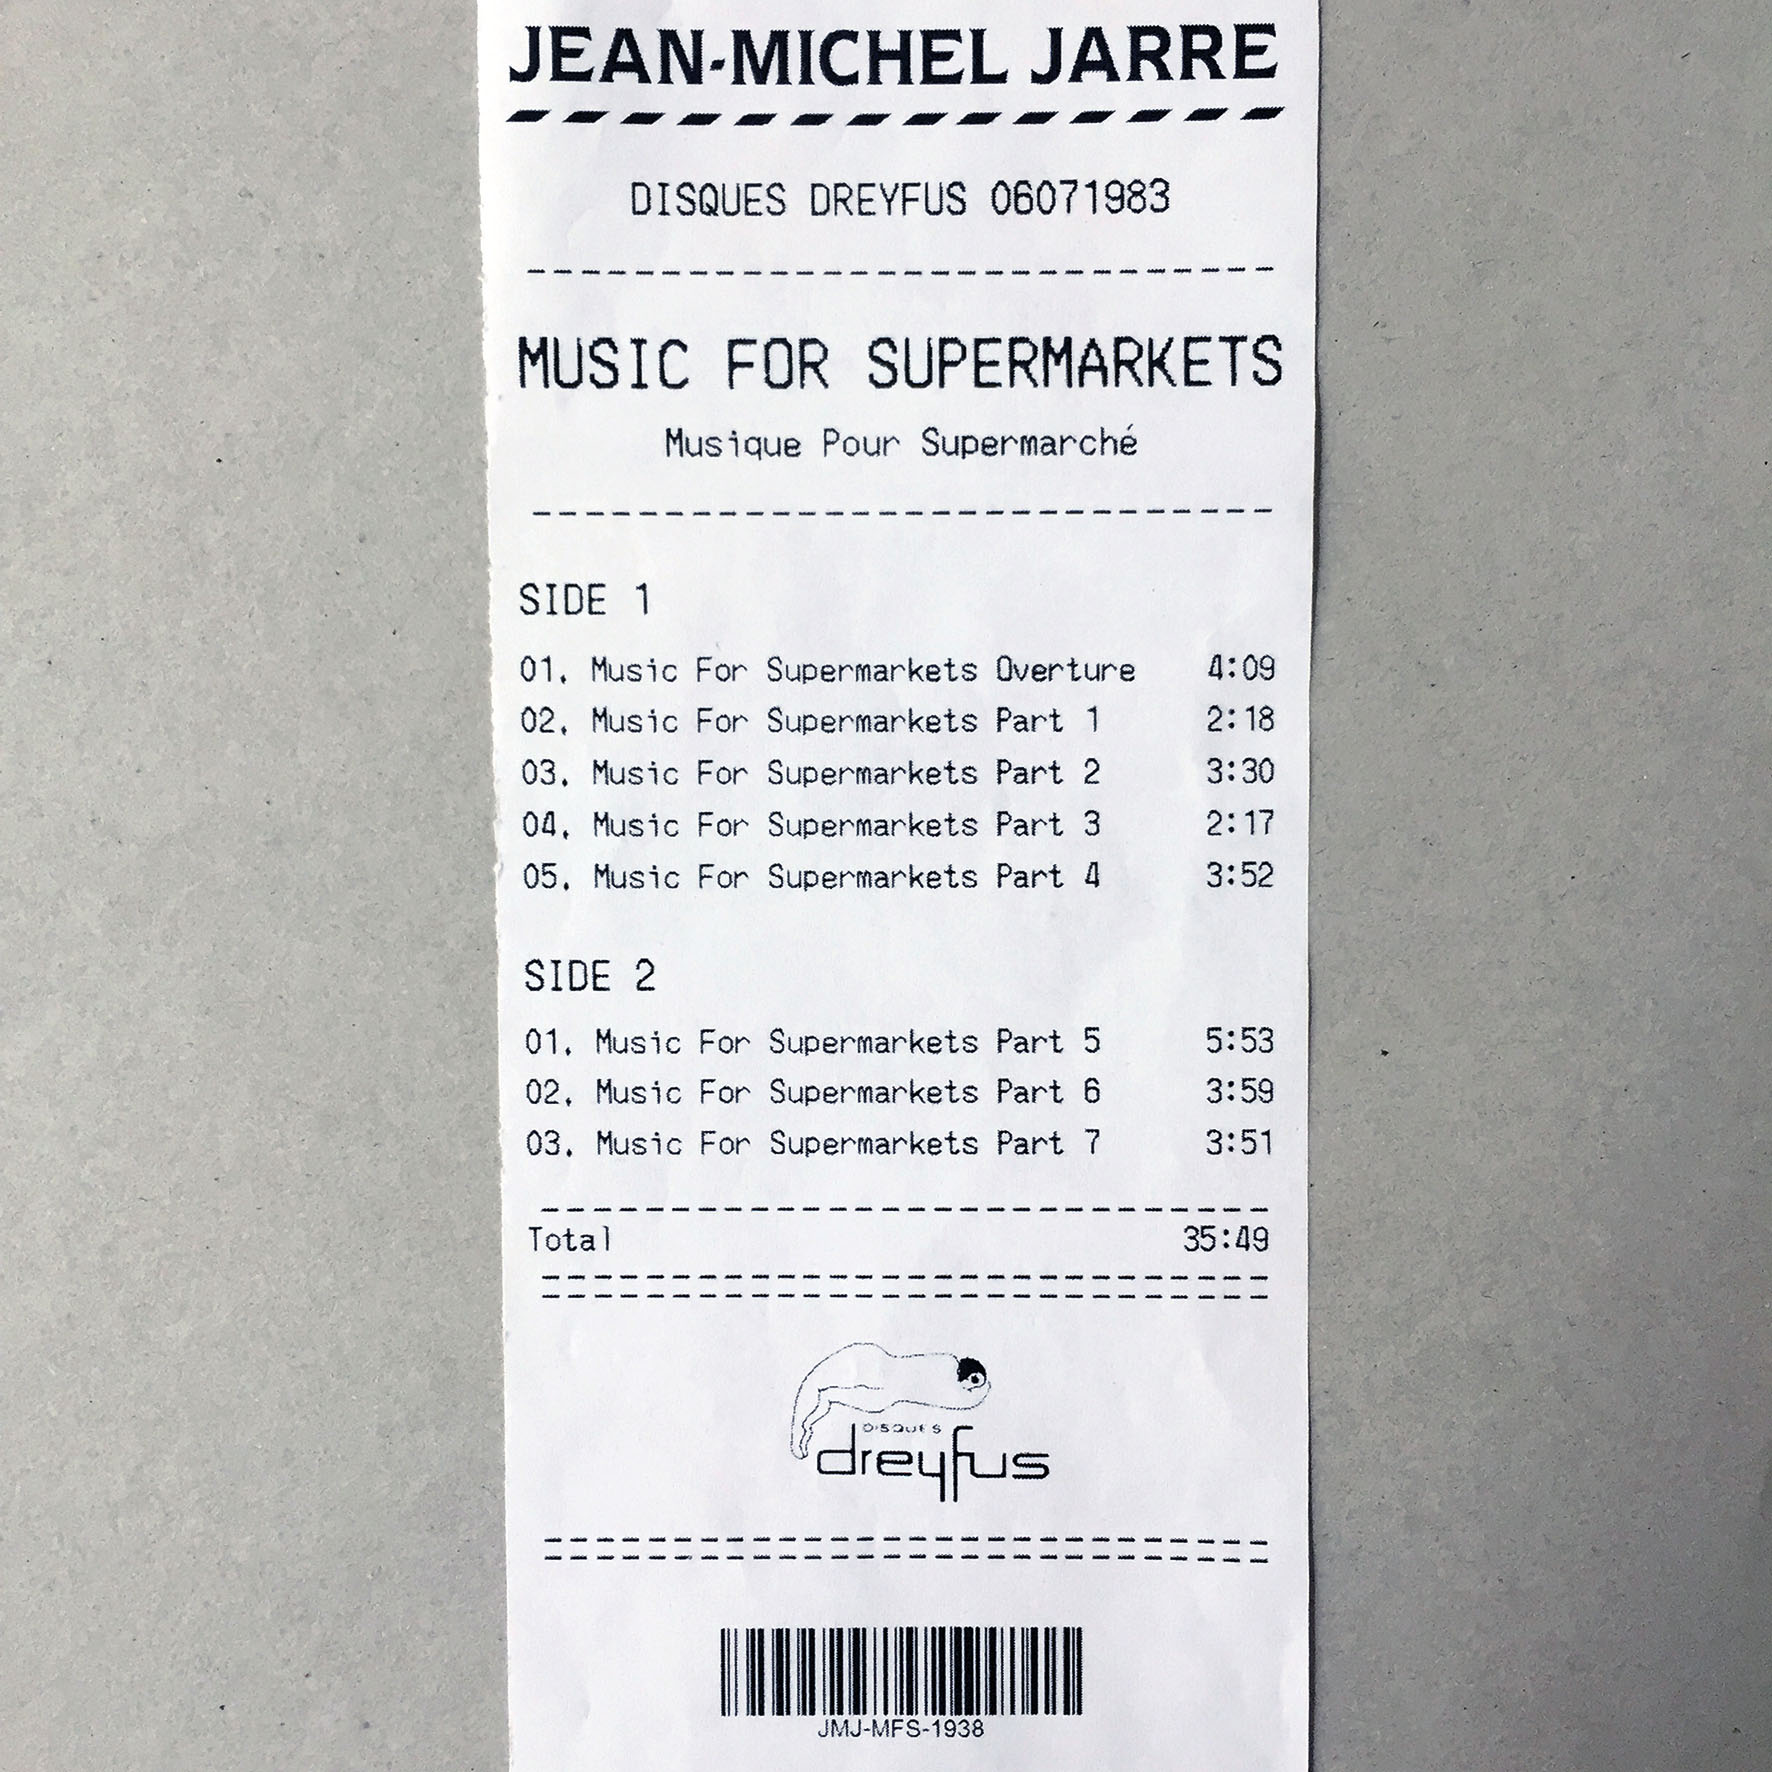 JEAN-MICHEL JARRE
DISQUES DREYFUS 06071983
MUSIC FOR SUPERMARKETS
Musique Pour Supermarché
SIDE 1
01. Music For Supermarkets Overture 4:09
02. Music For Supermarkets Part 1 2:18
03. Music For Supermarkets Part 2 3:30
04. Music For Supermarkets Part 3 2:17
05. Music For Supermarkets Part 4 3:52
SIDE 2
01. Music For Supermarkets Part 5 5:53
02. Music For Supermarkets Part 6 3:59
03. Music For Supermarkets Part 7 3:51
Total 35:49
DISQUES
dreyfus
JMJ-MFS-1938